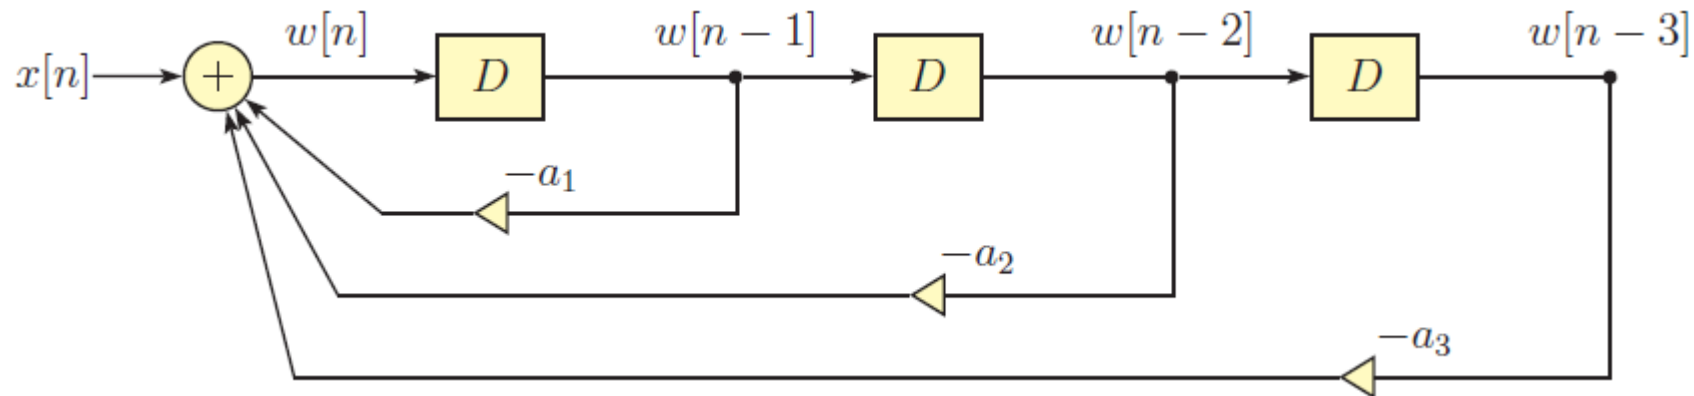 w[n] w[n − 1] w[n − 2] w[n − 3]
x[n] + D D D
−a₁
−a₂
−a₃